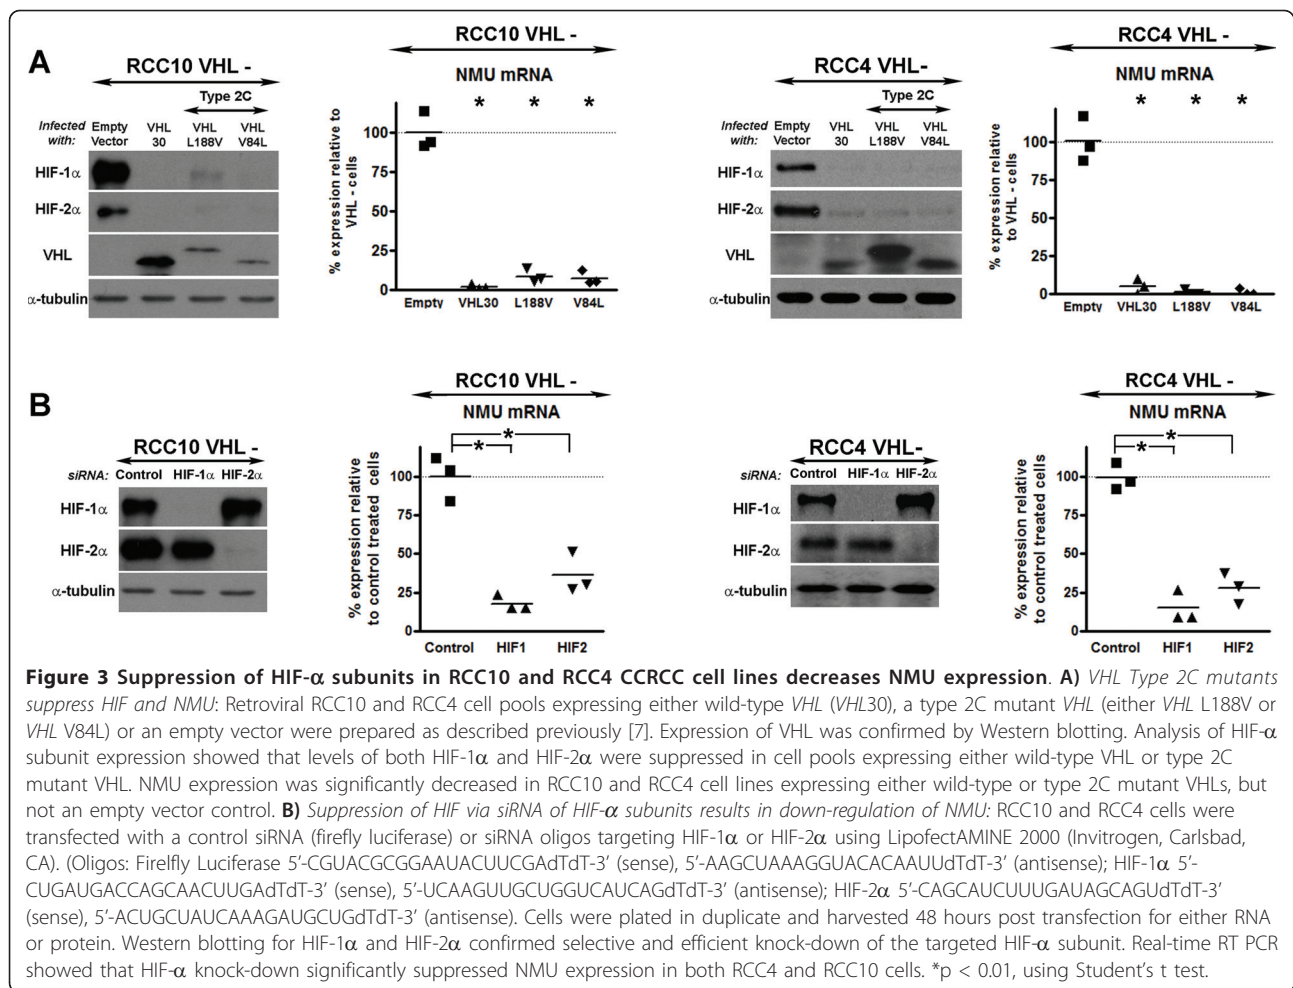 A
RCC10 VHL -
Type 2C
Infected with:
Empty Vector
VHL 30
VHL L188V
VHL V84L
HIF-1α
HIF-2α
VHL
α-tubulin
RCC10 VHL -
NMU mRNA
% expression relative to VHL - cells
100
75
50
25
0
* * *
Empty VHL30 L188V V84L
RCC4 VHL-
Type 2C
Infected with:
Empty Vector
VHL 30
VHL L188V
VHL V84L
HIF-1α
HIF-2α
VHL
α-tubulin
RCC4 VHL -
NMU mRNA
% expression relative to VHL - cells
100
75
50
25
0
* * *
Empty VHL30 L188V V84L
B
RCC10 VHL -
siRNA: Control HIF-1α HIF-2α
HIF-1α
HIF-2α
α-tubulin
RCC10 VHL -
NMU mRNA
*
*
% expression relative to control treated cells
100
75
50
25
0
Control HIF1 HIF2
RCC4 VHL-
siRNA: Control HIF-1α HIF-2α
HIF-1α
HIF-2α
α-tubulin
RCC4 VHL -
NMU mRNA
*
*
% expression relative to control treated cells
100
75
50
25
0
Control HIF1 HIF2
Figure 3 Suppression of HIF-α subunits in RCC10 and RCC4 CCRCC cell lines decreases NMU expression. A) VHL Type 2C mutants
suppress HIF and NMU: Retroviral RCC10 and RCC4 cell pools expressing either wild-type VHL (VHL30), a type 2C mutant VHL (either VHL L188V or
VHL V84L) or an empty vector were prepared as described previously [7]. Expression of VHL was confirmed by Western blotting. Analysis of HIF-α
subunit expression showed that levels of both HIF-1α and HIF-2α were suppressed in cell pools expressing either wild-type VHL or type 2C
mutant VHL. NMU expression was significantly decreased in RCC10 and RCC4 cell lines expressing either wild-type or type 2C mutant VHLs, but
not an empty vector control. B) Suppression of HIF via siRNA of HIF-α subunits results in down-regulation of NMU: RCC10 and RCC4 cells were
transfected with a control siRNA (firefly luciferase) or siRNA oligos targeting HIF-1α or HIF-2α using LipofectAMINE 2000 (Invitrogen, Carlsbad,
CA). (Oligos: Firelfly Luciferase 5’-CGUACGCGGAAUACUUCGAdTdT-3’ (sense), 5’-AAGCUAAAGGUACACAAUUdTdT-3’ (antisense); HIF-1α 5’-
CUGAUGACCAGCAACUUGAdTdT-3’ (sense), 5’-UCAAGUUGCUGGUCAUCAGdTdT-3’ (antisense); HIF-2α 5’-CAGCAUCUUUGAUAGCAGUdTdT-3’
(sense), 5’-ACUGCUAUCAAAGAUGCUGdTdT-3’ (antisense). Cells were plated in duplicate and harvested 48 hours post transfection for either RNA
or protein. Western blotting for HIF-1α and HIF-2α confirmed selective and efficient knock-down of the targeted HIF-α subunit. Real-time RT PCR
showed that HIF-α knock-down significantly suppressed NMU expression in both RCC4 and RCC10 cells. *p < 0.01, using Student’s t test.